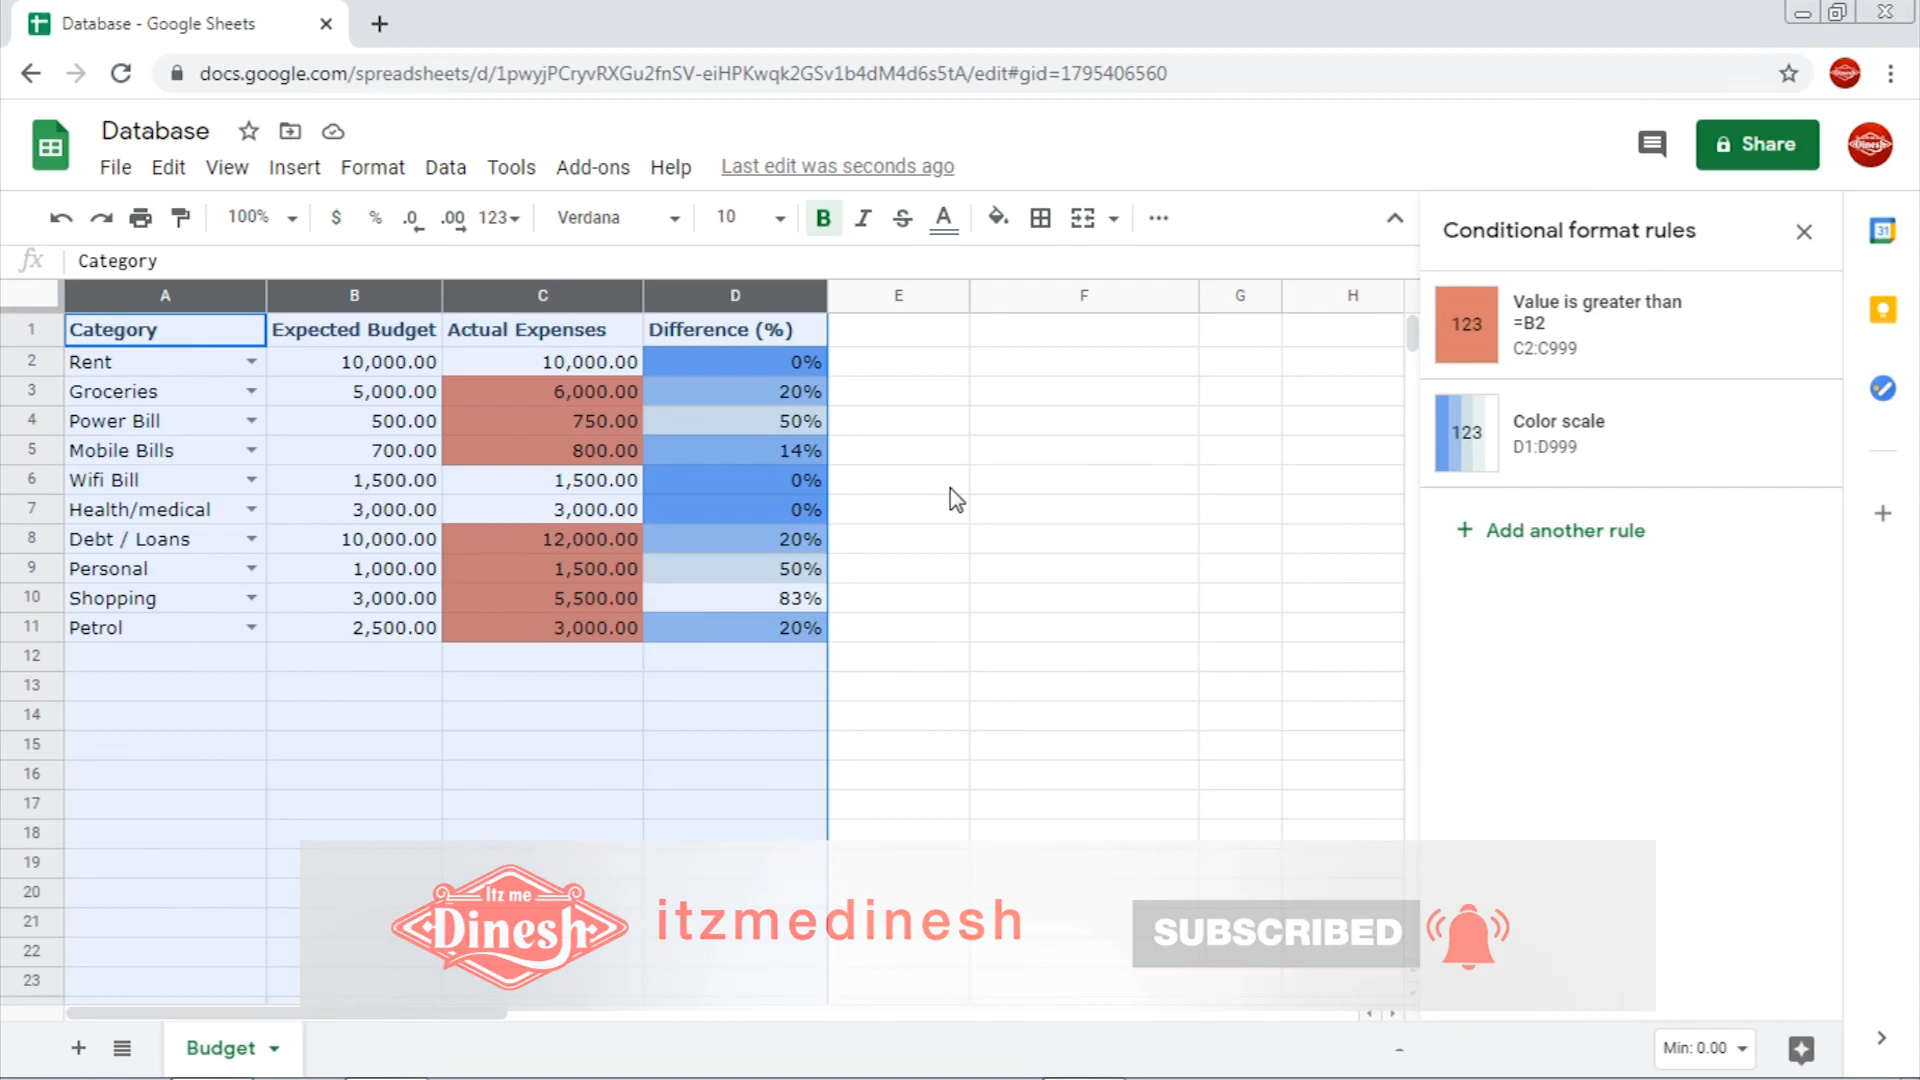 Database - Google Sheets
docs.google.com/spreadsheets/d/1pwyjPCryvRXGu2fnSV-eiHPKwqk2GSv1b4dM4d6s5tA/edit#gid=1795406560
Database
File Edit View Insert Format Data Tools Add-ons Help Last edit was seconds ago
Share
100% $ % .0 .00 123 Verdana 10 B I S A
fx Category
A B C D E F G H
1 Category Expected Budget Actual Expenses Difference (%)
2 Rent 10,000.00 10,000.00 0%
3 Groceries 5,000.00 6,000.00 20%
4 Power Bill 500.00 750.00 50%
5 Mobile Bills 700.00 800.00 14%
6 Wifi Bill 1,500.00 1,500.00 0%
7 Health/medical 3,000.00 3,000.00 0%
8 Debt / Loans 10,000.00 12,000.00 20%
9 Personal 1,000.00 1,500.00 50%
10 Shopping 3,000.00 5,500.00 83%
11 Petrol 2,500.00 3,000.00 20%
12
13
14
15
16
17
18
19
20
21
22
23
Conditional format rules
123 Value is greater than
=B2
C2:C999
123 Color scale
D1:D999
+ Add another rule
31
Itz me
Dinesh
itzmedinesh
SUBSCRIBED
Budget
Min: 0.00